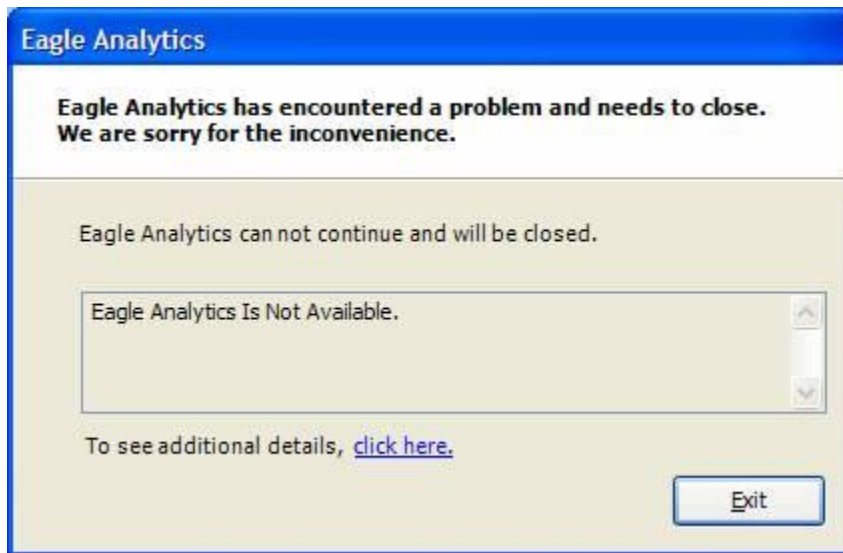 Eagle Analytics
Eagle Analytics has encountered a problem and needs to close.
We are sorry for the inconvenience.
Eagle Analytics can not continue and will be closed.
Eagle Analytics Is Not Available.
To see additional details, click here.
Exit